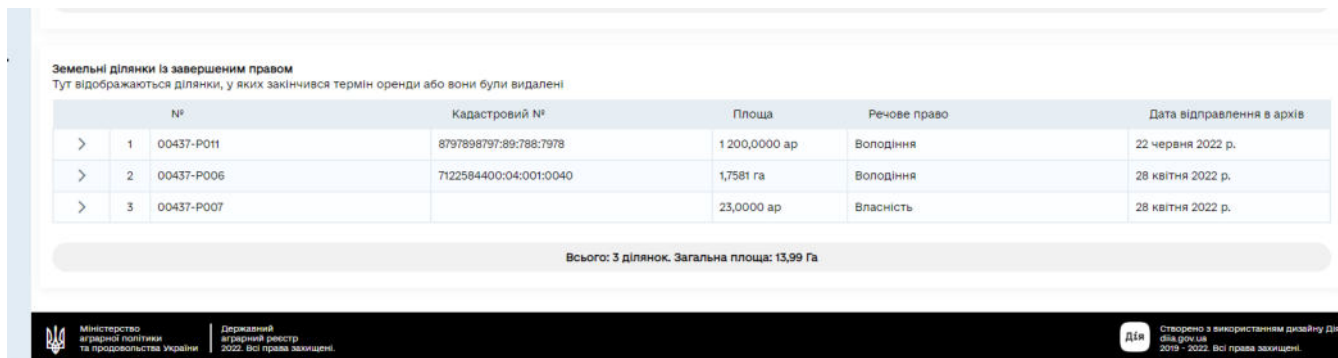 Земельні ділянки із завершеним правом
Тут відображаються ділянки, у яких закінчився термін оренди або вони були видалені
№ Кадастровий № Площа Речове право Дата відправлення в архів
1 00437-P011 8797898797:89:788:7978 1 200,0000 ар Володіння 22 червня 2022 р.
2 00437-P006 7122584400:04:001:0040 1,7581 га Володіння 28 квітня 2022 р.
3 00437-P007 23,0000 ар Власність 28 квітня 2022 р.
Всього: 3 ділянок. Загальна площа: 13,99 Га
Міністерство
аграрної політики
та продовольства України
Державний
аграрний реєстр
2022. Всі права захищені.
Дія
Створено з використанням дизайну Дія
diia.gov.ua
2019 - 2022. Всі права захищені.